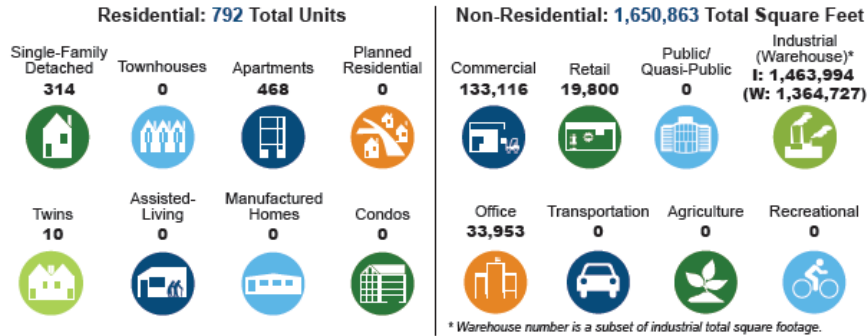 Residential: 792 Total Units
Single-Family
Detached
314
Townhouses
0
Apartments
468
Planned
Residential
0
Twins
10
Assisted-
Living
0
Manufactured
Homes
0
Condos
0
Non-Residential: 1,650,863 Total Square Feet
Commercial
133,116
Retail
19,800
Public/
Quasi-Public
0
Industrial
(Warehouse)*
I: 1,463,994
(W: 1,364,727)
Office
33,953
Transportation
0
Agriculture
0
Recreational
0
* Warehouse number is a subset of industrial total square footage.